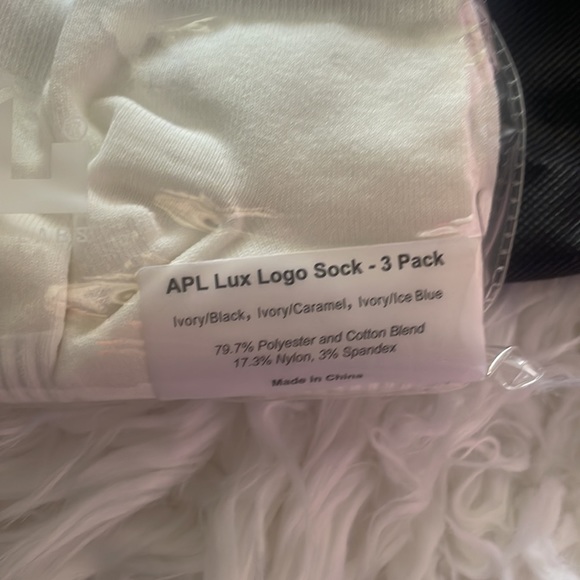 APL Lux Logo Sock - 3 Pack
Ivory/Black, Ivory/Caramel, Ivory/Ice Blue
79.7% Polyester and Cotton Blend
17.3% Nylon, 3% Spandex
Made in China